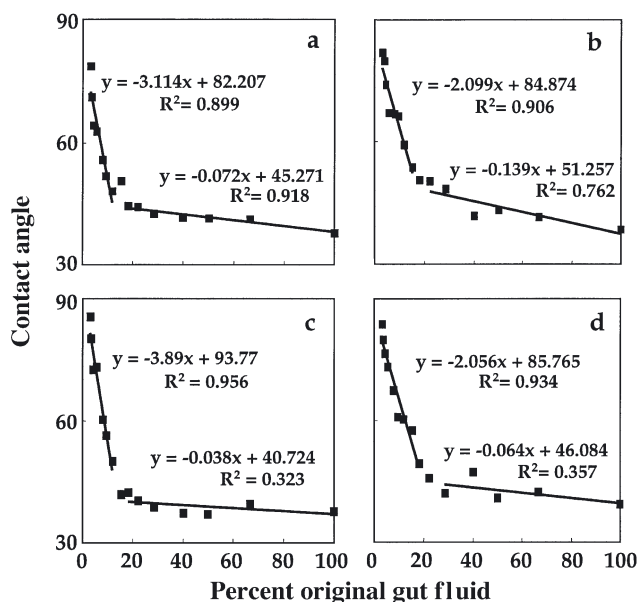 90
a
b
y = -3.114x + 82.207
R²= 0.899
y = -2.099x + 84.874
R²= 0.906
60
y = -0.072x + 45.271
R²= 0.918
y = -0.139x + 51.257
R²= 0.762
30
Contact angle
90
c
d
y = -3.89x + 93.77
R² = 0.956
y = -2.056x + 85.765
R²= 0.934
60
y = -0.038x + 40.724
R² = 0.323
y = -0.064x + 46.084
R²= 0.357
30
0 20 40 60 80 100
0 20 40 60 80 100
Percent original gut fluid